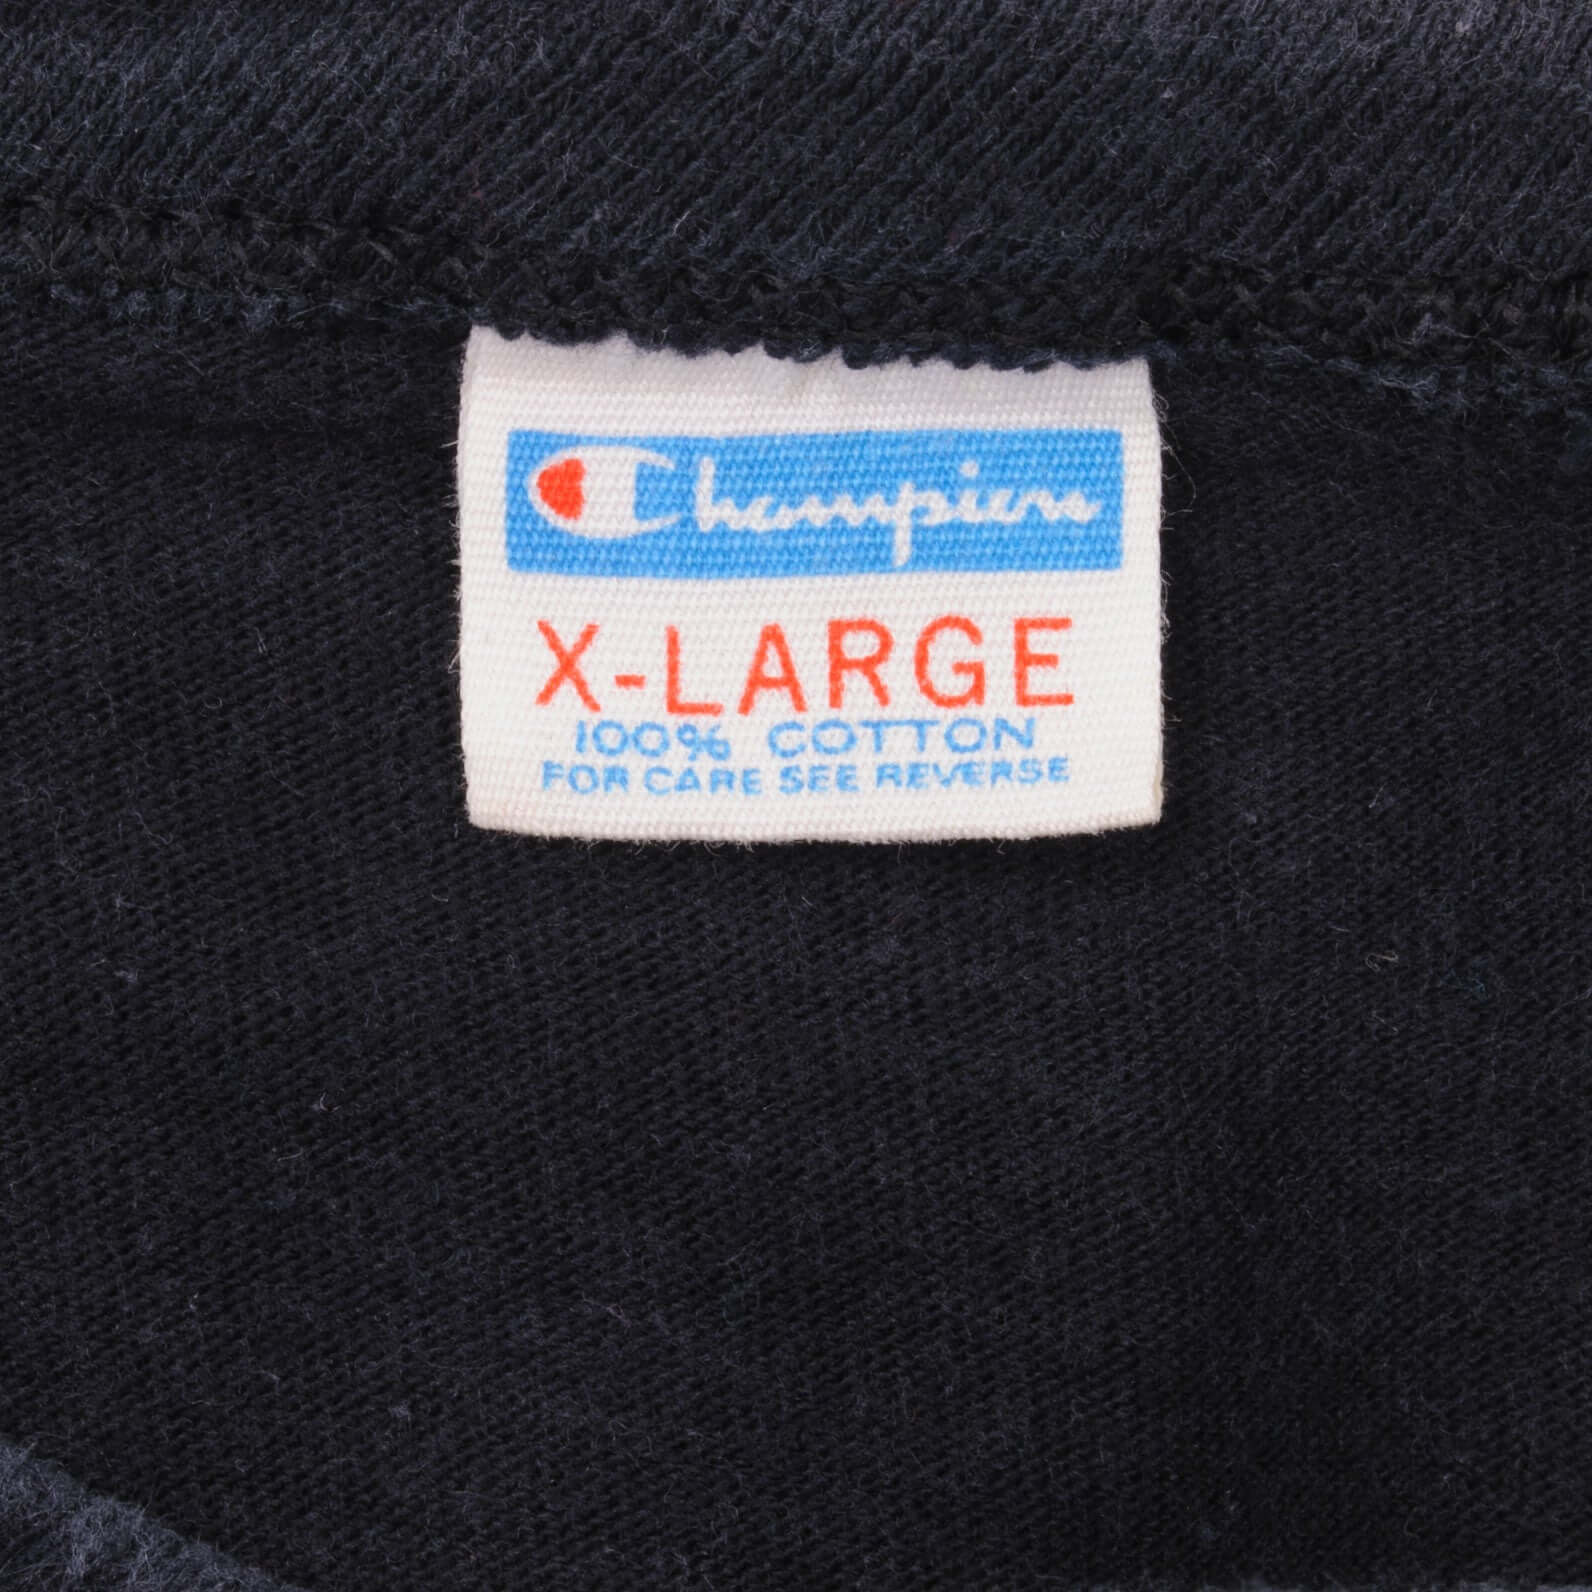 Champion
X-LARGE
100% COTTON
FOR CARE SEE REVERSE